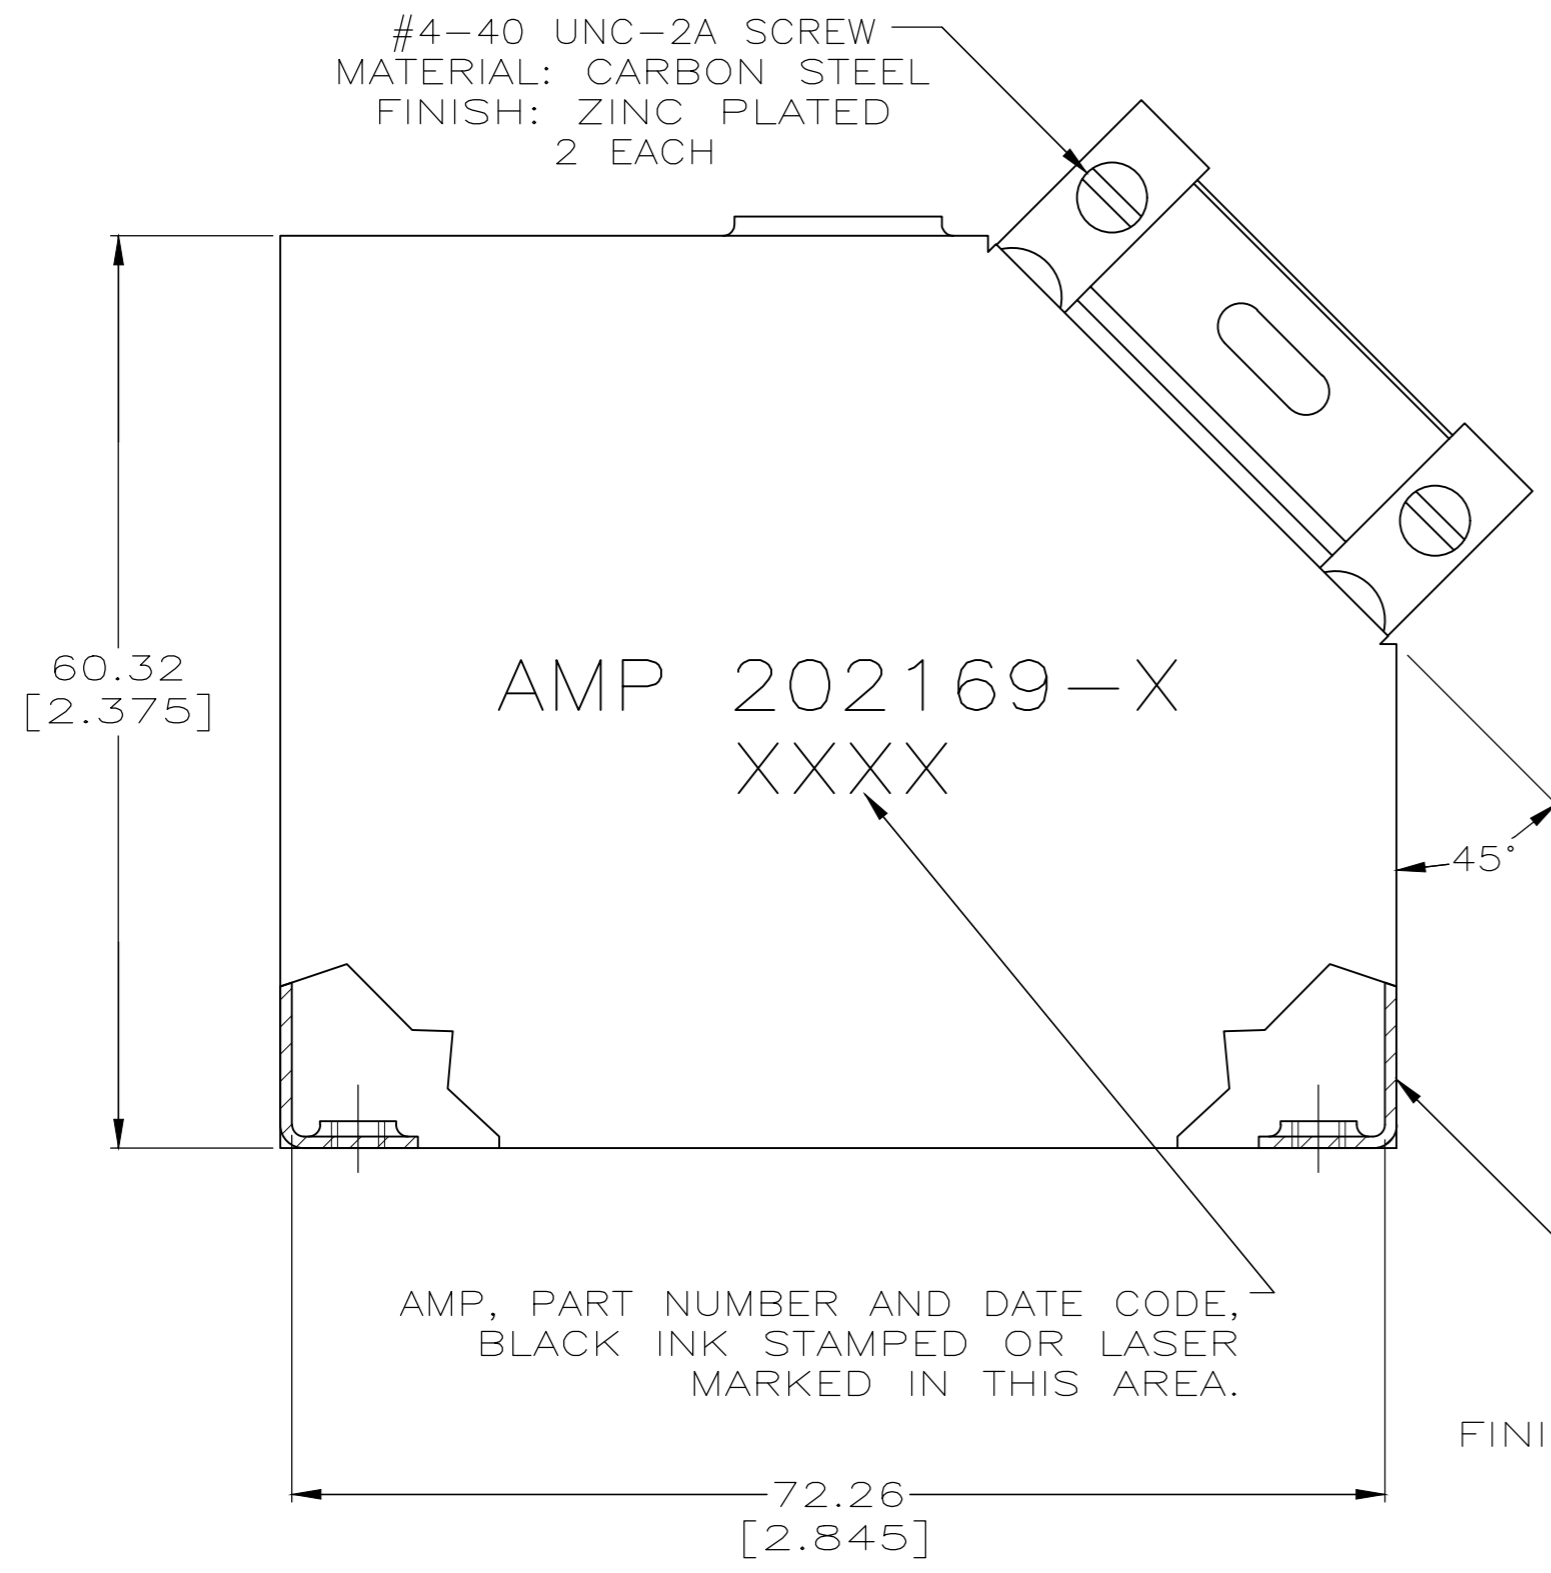 #4-40 UNC-2A SCREW
MATERIAL: CARBON STEEL
FINISH: ZINC PLATED
2 EACH
60.32
[2.375]
AMP 202169-X
XXXX
45°
AMP, PART NUMBER AND DATE CODE,
BLACK INK STAMPED OR LASER
MARKED IN THIS AREA.
FINI
72.26
[2.845]